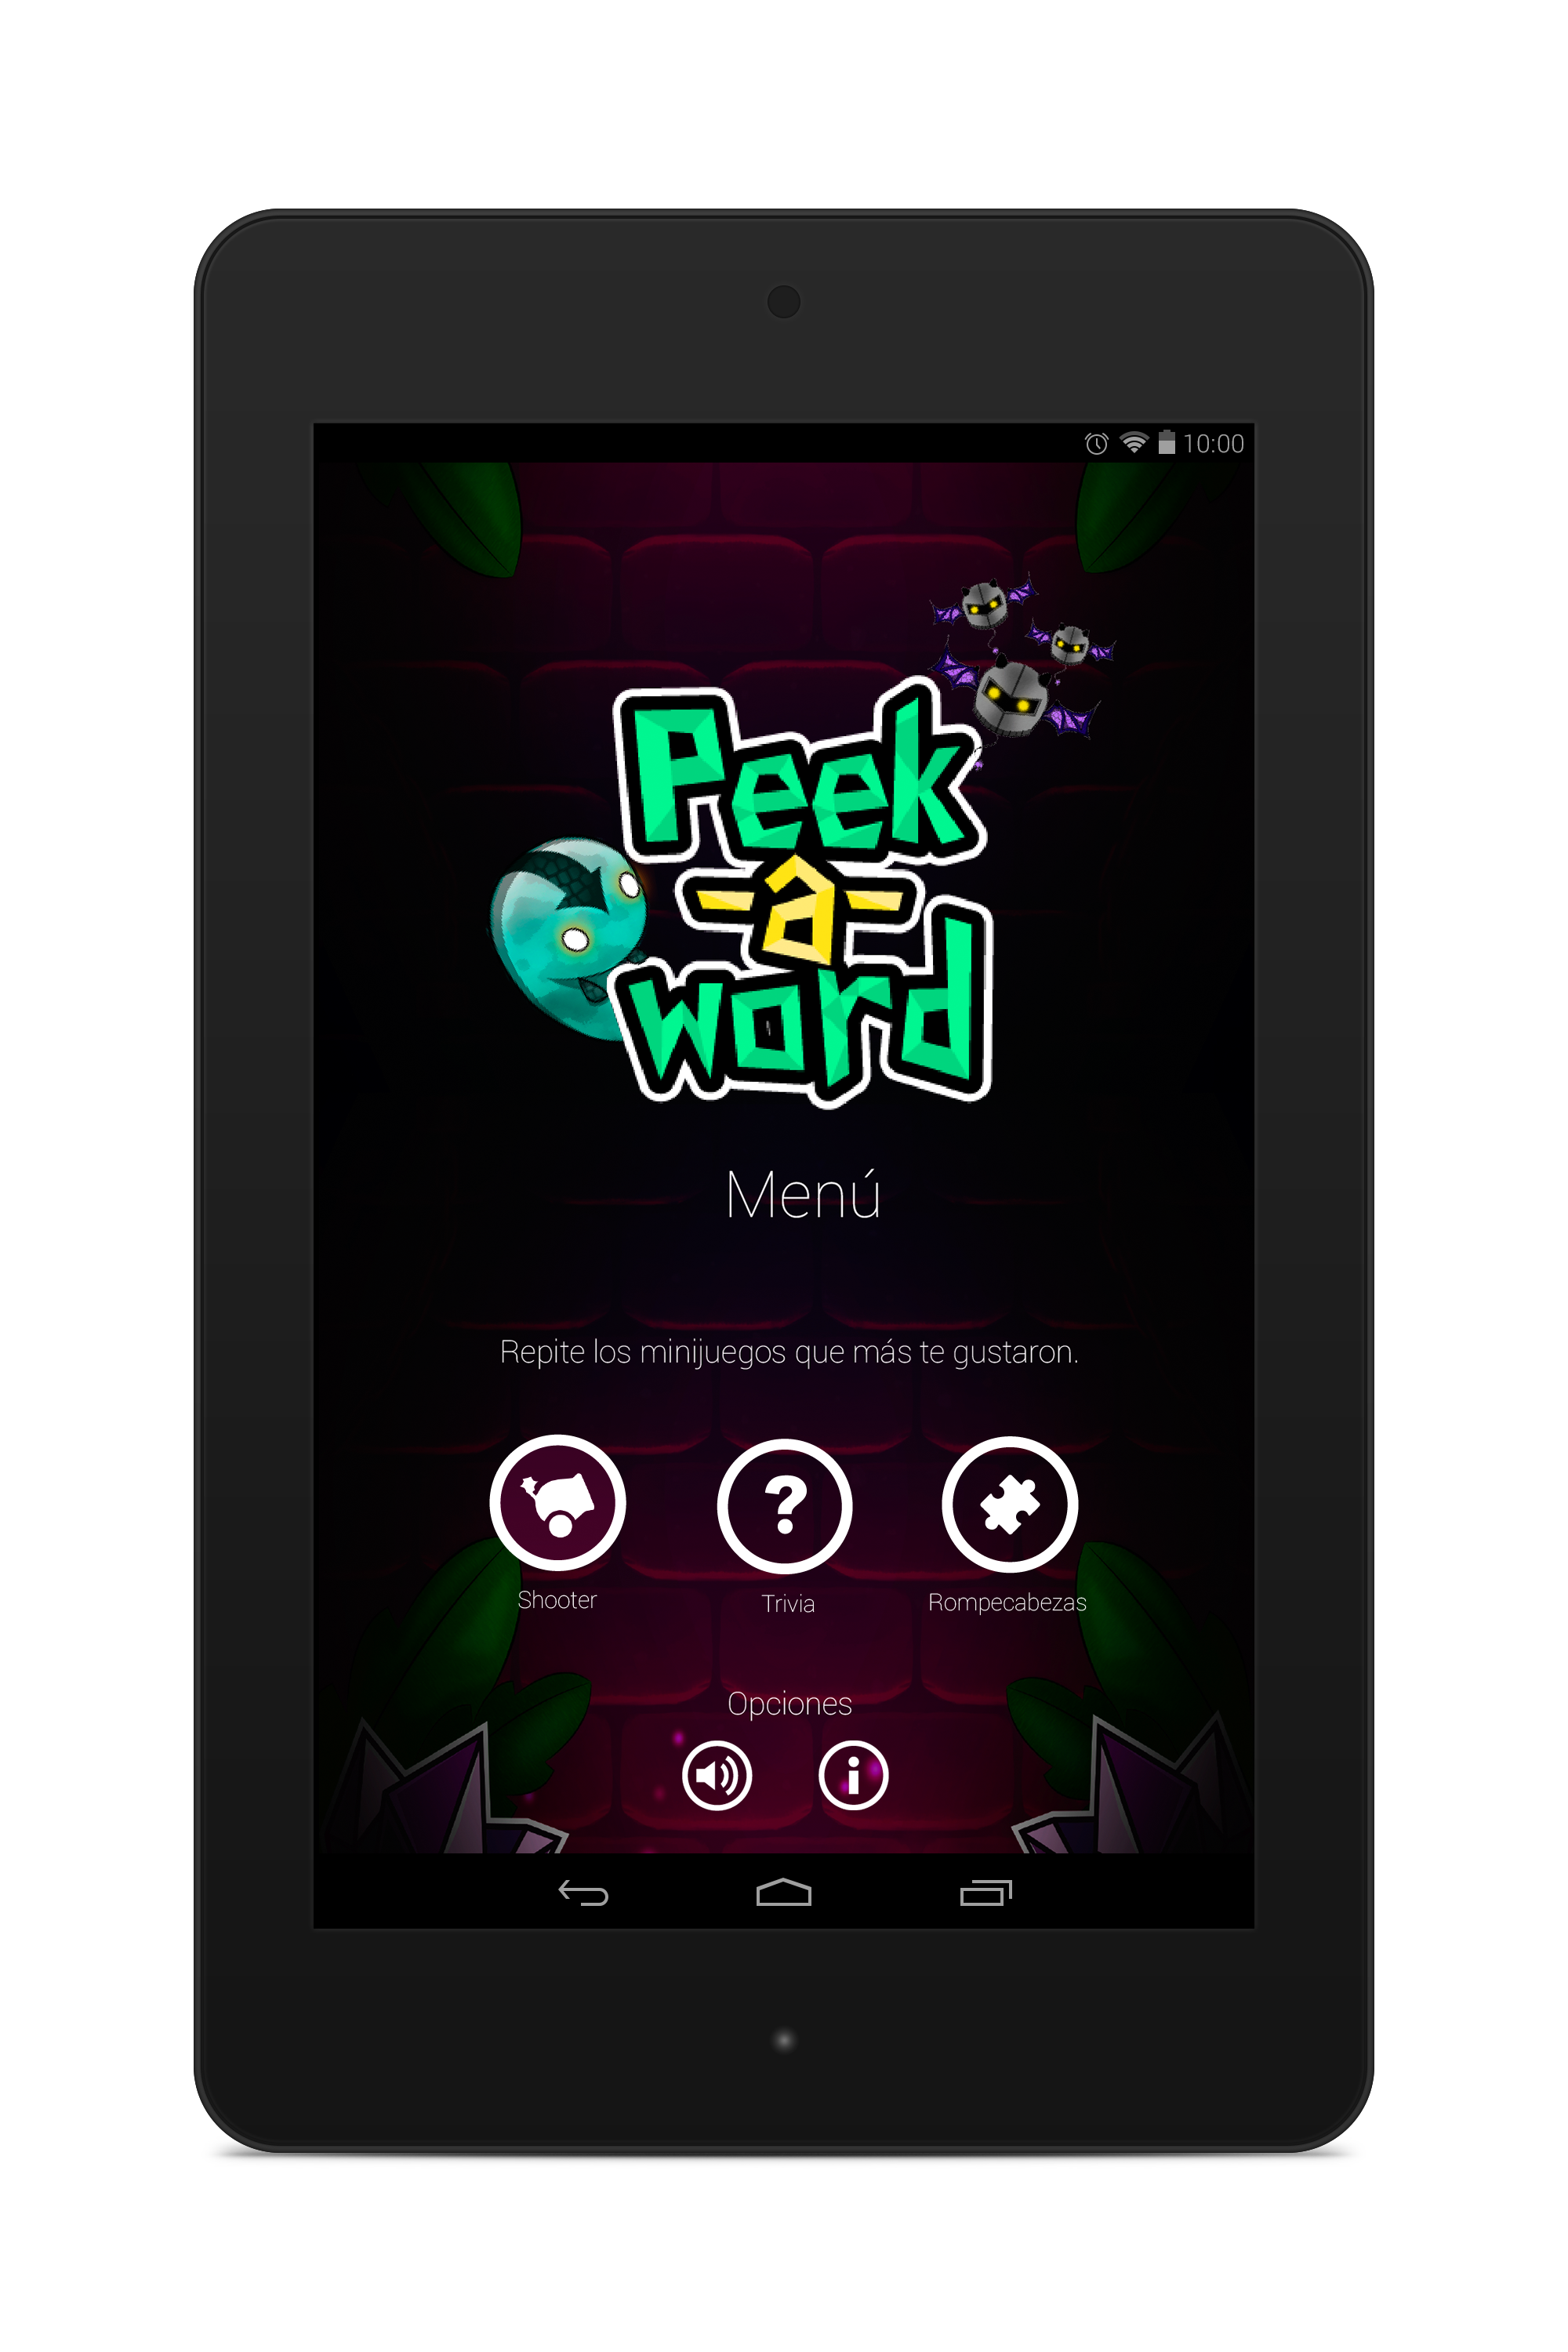 10:00
Peek
-a-
word
Menú
Repite los minijuegos que más te gustaron.
Shooter
Trivia
Rompecabezas
Opciones